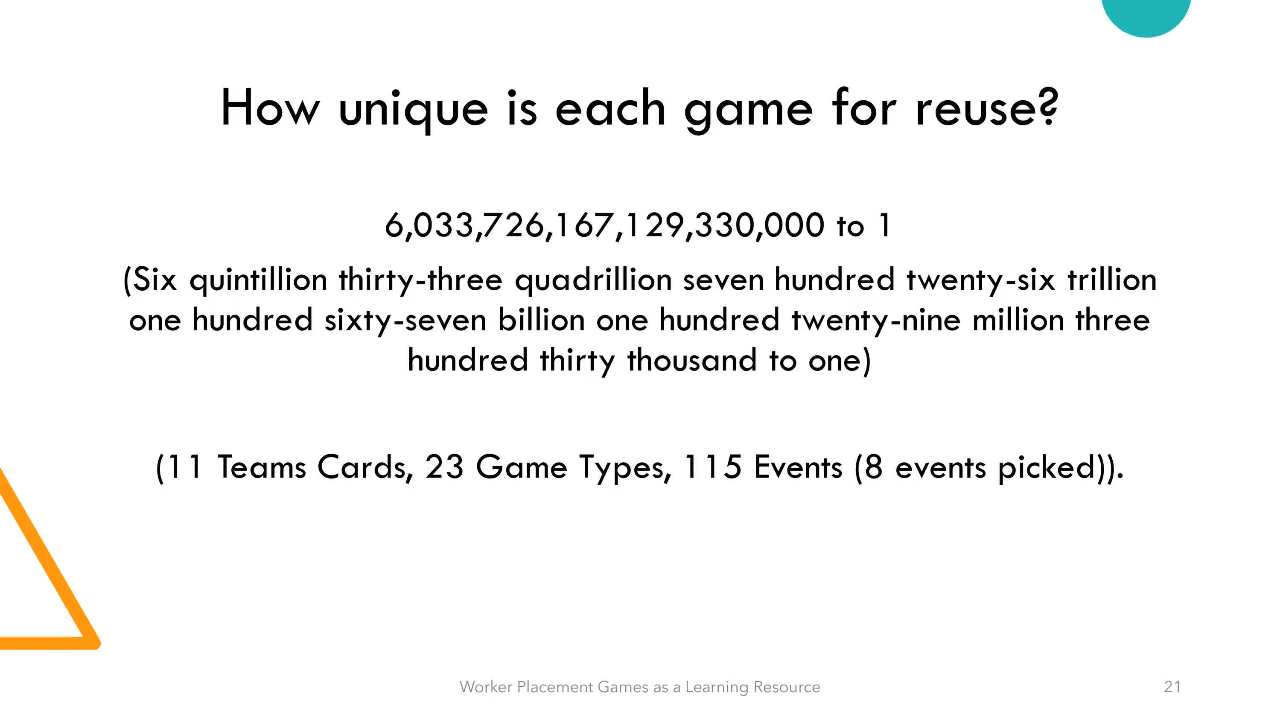 How unique is each game for reuse?
6,033,726,167,129,330,000 to 1
(Six quintillion thirty-three quadrillion seven hundred twenty-six trillion
one hundred sixty-seven billion one hundred twenty-nine million three
hundred thirty thousand to one)
(11 Teams Cards, 23 Game Types, 115 Events (8 events picked)).
Worker Placement Games as a Learning Resource
21